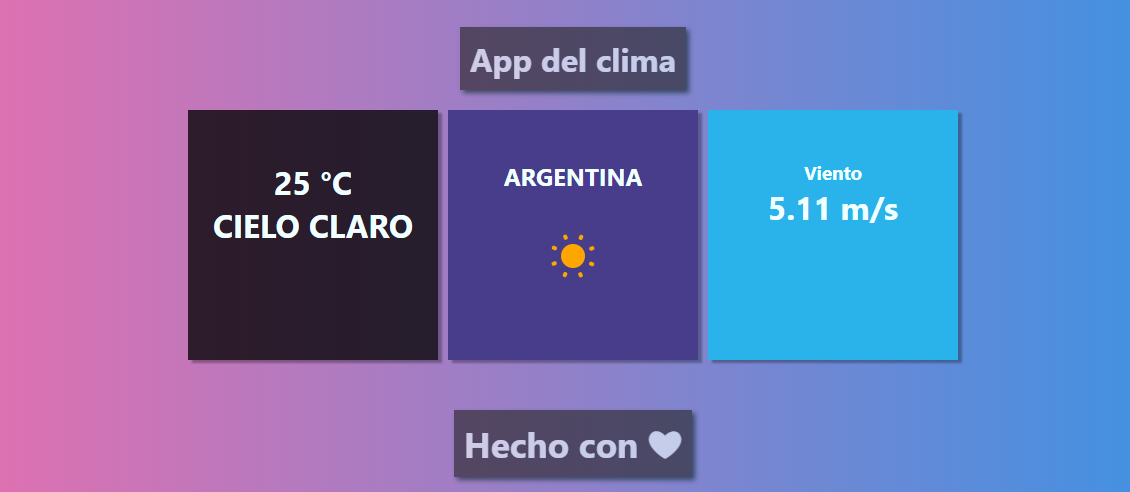 App del clima
25 °C
CIELO CLARO
ARGENTINA
Viento
5.11 m/s
Hecho con